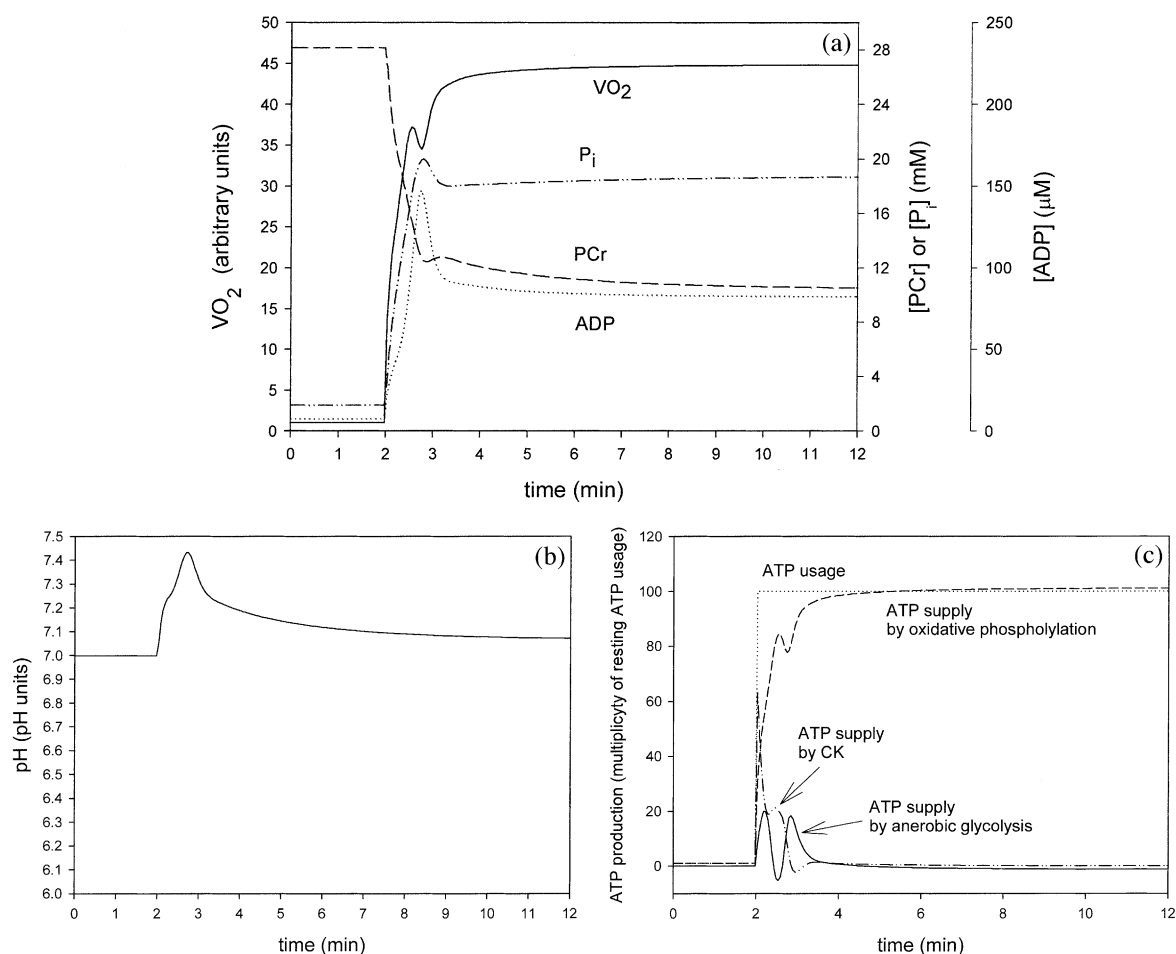 (a)
VO2 (arbitrary units)
50
45
40
35
30
25
20
15
10
5
0
VO2
Pi
PCr
ADP
28
24
20
16
12
8
4
0
[PCr] or [Pi] (mM)
250
200
150
100
50
0
[ADP] (μM)
0 1 2 3 4 5 6 7 8 9 10 11 12
time (min)
(b)
pH (pH units)
7.5
7.4
7.3
7.2
7.1
7.0
6.9
6.8
6.7
6.6
6.5
6.4
6.3
6.2
6.1
6.0
0 1 2 3 4 5 6 7 8 9 10 11 12
time (min)
(c)
ATP production (multiplicyty of resting ATP usage)
120
100
80
60
40
20
0
ATP usage
ATP supply
by oxidative phospholylation
ATP supply
by CK
ATP supply
by anerobic glycolysis
0 2 4 6 8 10 12
time (min)